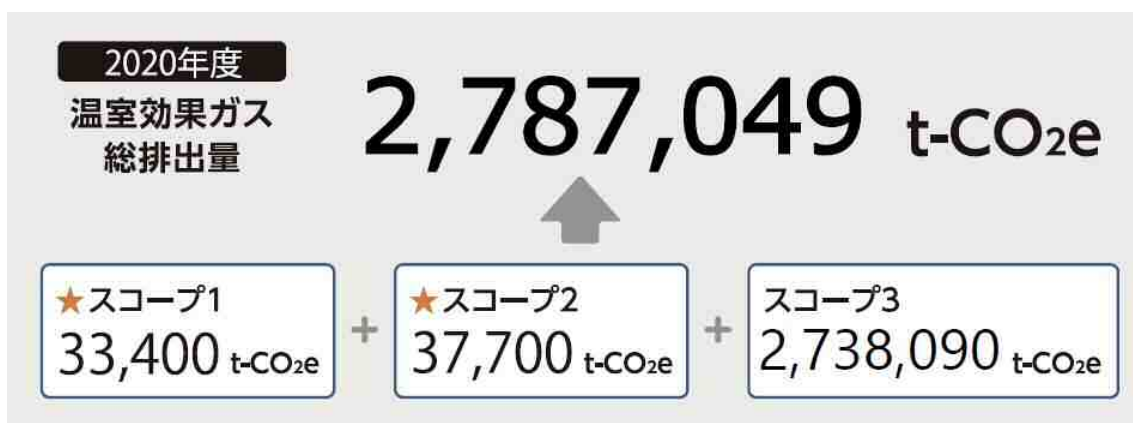 2020年度
温室効果ガス
総排出量
2,787,049 t-CO₂e
★スコープ1
33,400 t-CO₂e
+
★スコープ2
37,700 t-CO₂e
+
スコープ3
2,738,090 t-CO₂e